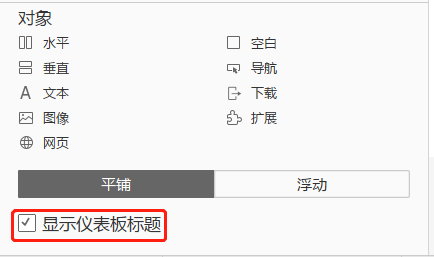 对象
水平 空白
垂直 导航
文本 下载
图像 扩展
网页
平铺 浮动
显示仪表板标题